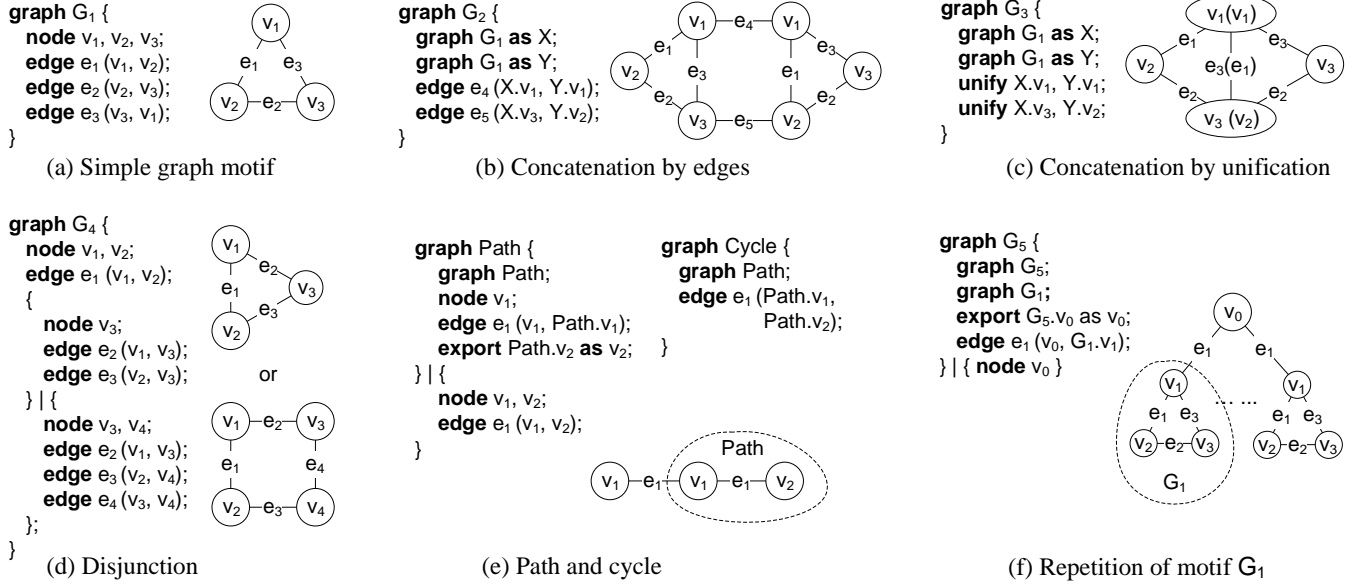 graph G₁ {
node v₁, v₂, v₃;
edge e₁ (v₁, v₂);
edge e₂ (v₂, v₃);
edge e₃ (v₃, v₁);
}
v₁
e₁ e₃
v₂ e₂ v₃
(a) Simple graph motif
graph G₂ {
graph G₁ as X;
graph G₁ as Y;
edge e₄ (X.v₁, Y.v₁);
edge e₅ (X.v₃, Y.v₂);
}
v₁ e₄ v₁
e₁ e₃
v₂ e₃ e₁ v₃
e₂ e₂
v₃ e₅ v₂
(b) Concatenation by edges
graph G₃ {
graph G₁ as X;
graph G₁ as Y;
unify X.v₁, Y.v₁;
unify X.v₃, Y.v₂;
}
v₁(v₁)
e₁ e₃
v₂ e₃(e₁) v₃
e₂ e₂
v₃ (v₂)
(c) Concatenation by unification
graph G₄ {
node v₁, v₂;
edge e₁ (v₁, v₂);
{
node v₃;
edge e₂ (v₁, v₃);
edge e₃ (v₂, v₃);
} | {
node v₃, v₄;
edge e₂ (v₁, v₃);
edge e₃ (v₂, v₄);
edge e₄ (v₃, v₄);
};
}
v₁
e₂
e₁ v₃
e₃
v₂
or
v₁ e₂ v₃
e₁ e₄
v₂ e₃ v₄
(d) Disjunction
graph Path {
graph Path;
node v₁;
edge e₁ (v₁, Path.v₁);
export Path.v₂ as v₂;
} | {
node v₁, v₂;
edge e₁ (v₁, v₂);
}
graph Cycle {
graph Path;
edge e₁ (Path.v₁,
Path.v₂);
}
Path
v₁ e₁ v₁ e₁ v₂
(e) Path and cycle
graph G₅ {
graph G₅;
graph G₁;
export G₅.v₀ as v₀;
edge e₁ (v₀, G₁.v₁);
} | { node v₀ }
v₀
e₁ e₁
v₁ v₁
... ...
e₁ e₃ e₁ e₃
v₂ e₂ v₃ v₂ e₂ v₃
G₁
(f) Repetition of motif G₁